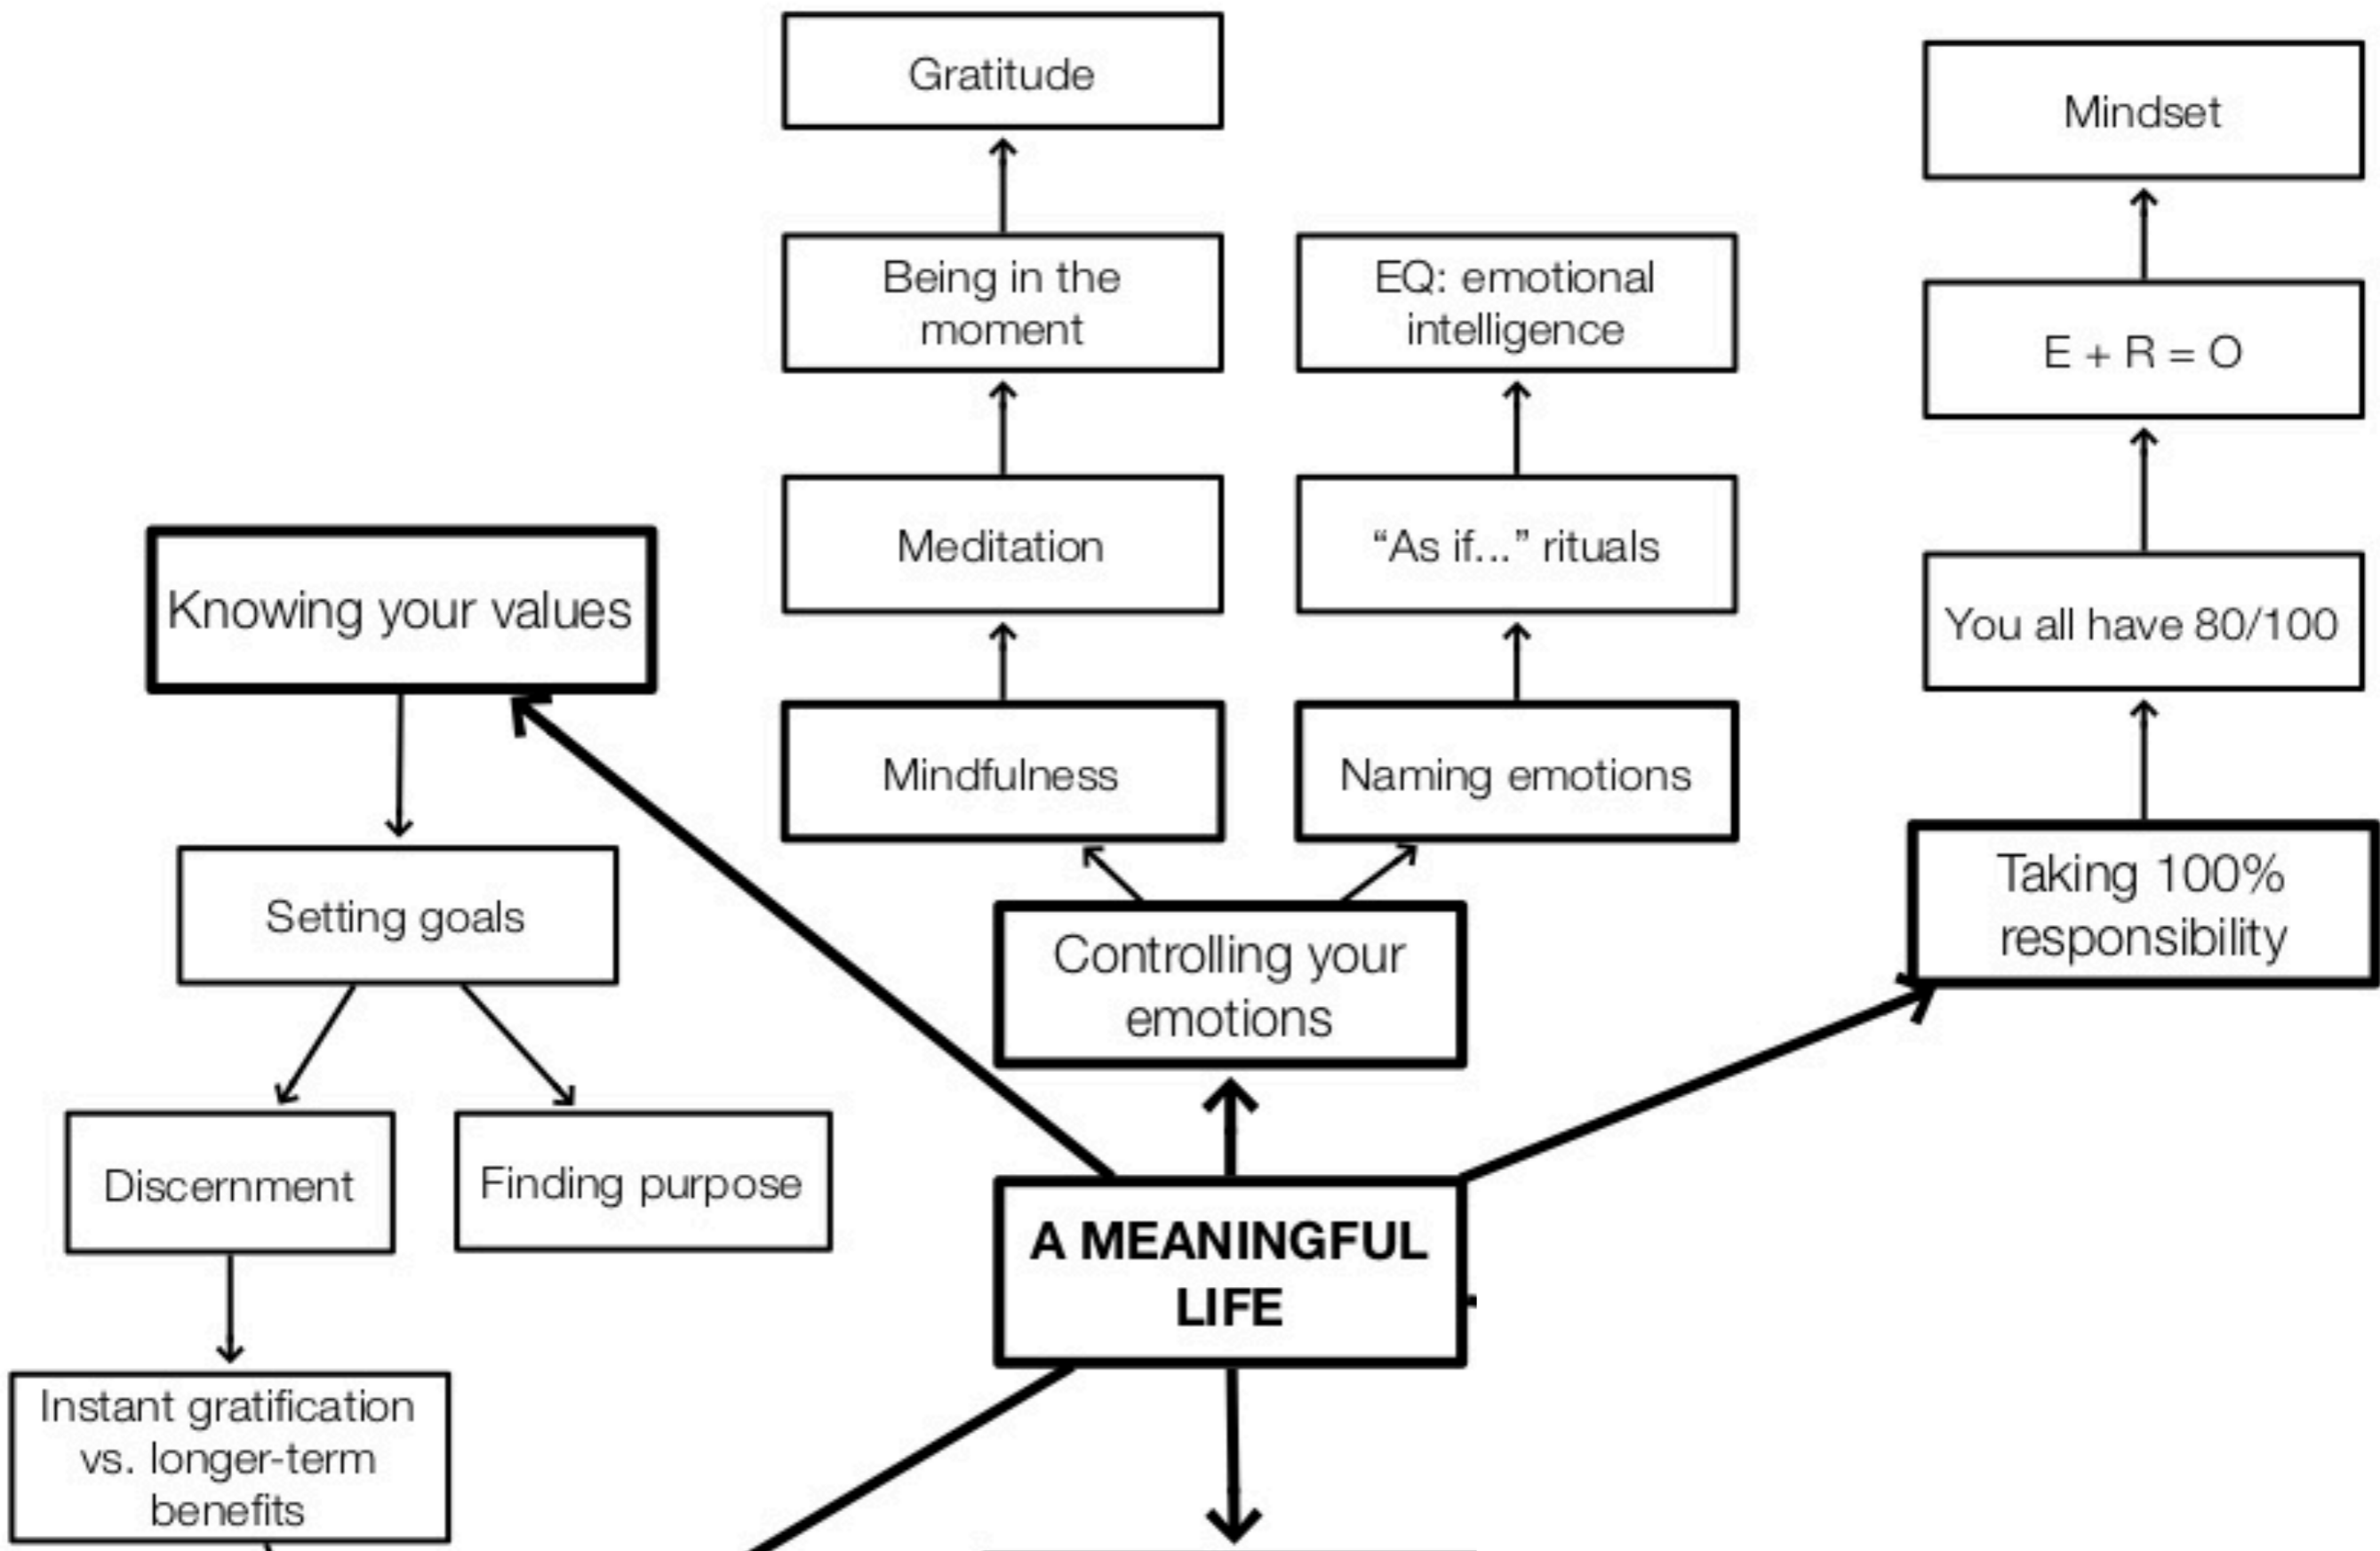 Gratitude
Mindset
Being in the
moment
EQ: emotional
intelligence
E + R = O
Meditation
“As if...” rituals
Knowing your values
You all have 80/100
Mindfulness
Naming emotions
Setting goals
Controlling your
emotions
Taking 100%
responsibility
Discernment
Finding purpose
A MEANINGFUL
LIFE
Instant gratification
vs. longer-term
benefits